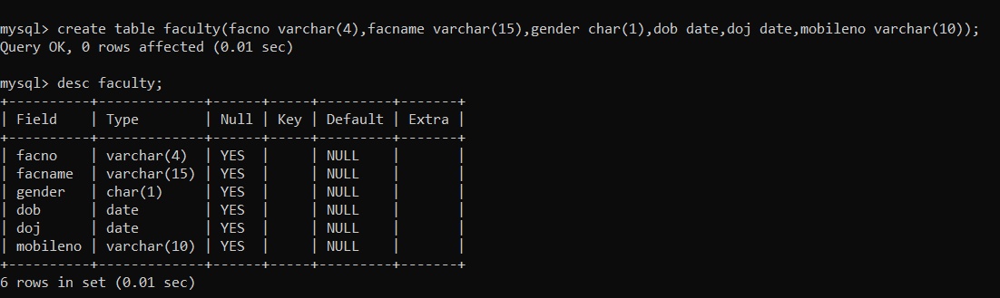 mysql> create table faculty(facno varchar(4),facname varchar(15),gender char(1),dob date,doj date,mobileno varchar(10));
Query OK, 0 rows affected (0.01 sec)
mysql> desc faculty;
+----------+-------------+------+-----+---------+-------+
| Field    | Type        | Null | Key | Default | Extra |
+----------+-------------+------+-----+---------+-------+
| facno    | varchar(4)  | YES  |     | NULL    |       |
| facname  | varchar(15) | YES  |     | NULL    |       |
| gender   | char(1)     | YES  |     | NULL    |       |
| dob      | date        | YES  |     | NULL    |       |
| doj      | date        | YES  |     | NULL    |       |
| mobileno | varchar(10) | YES  |     | NULL    |       |
+----------+-------------+------+-----+---------+-------+
6 rows in set (0.01 sec)